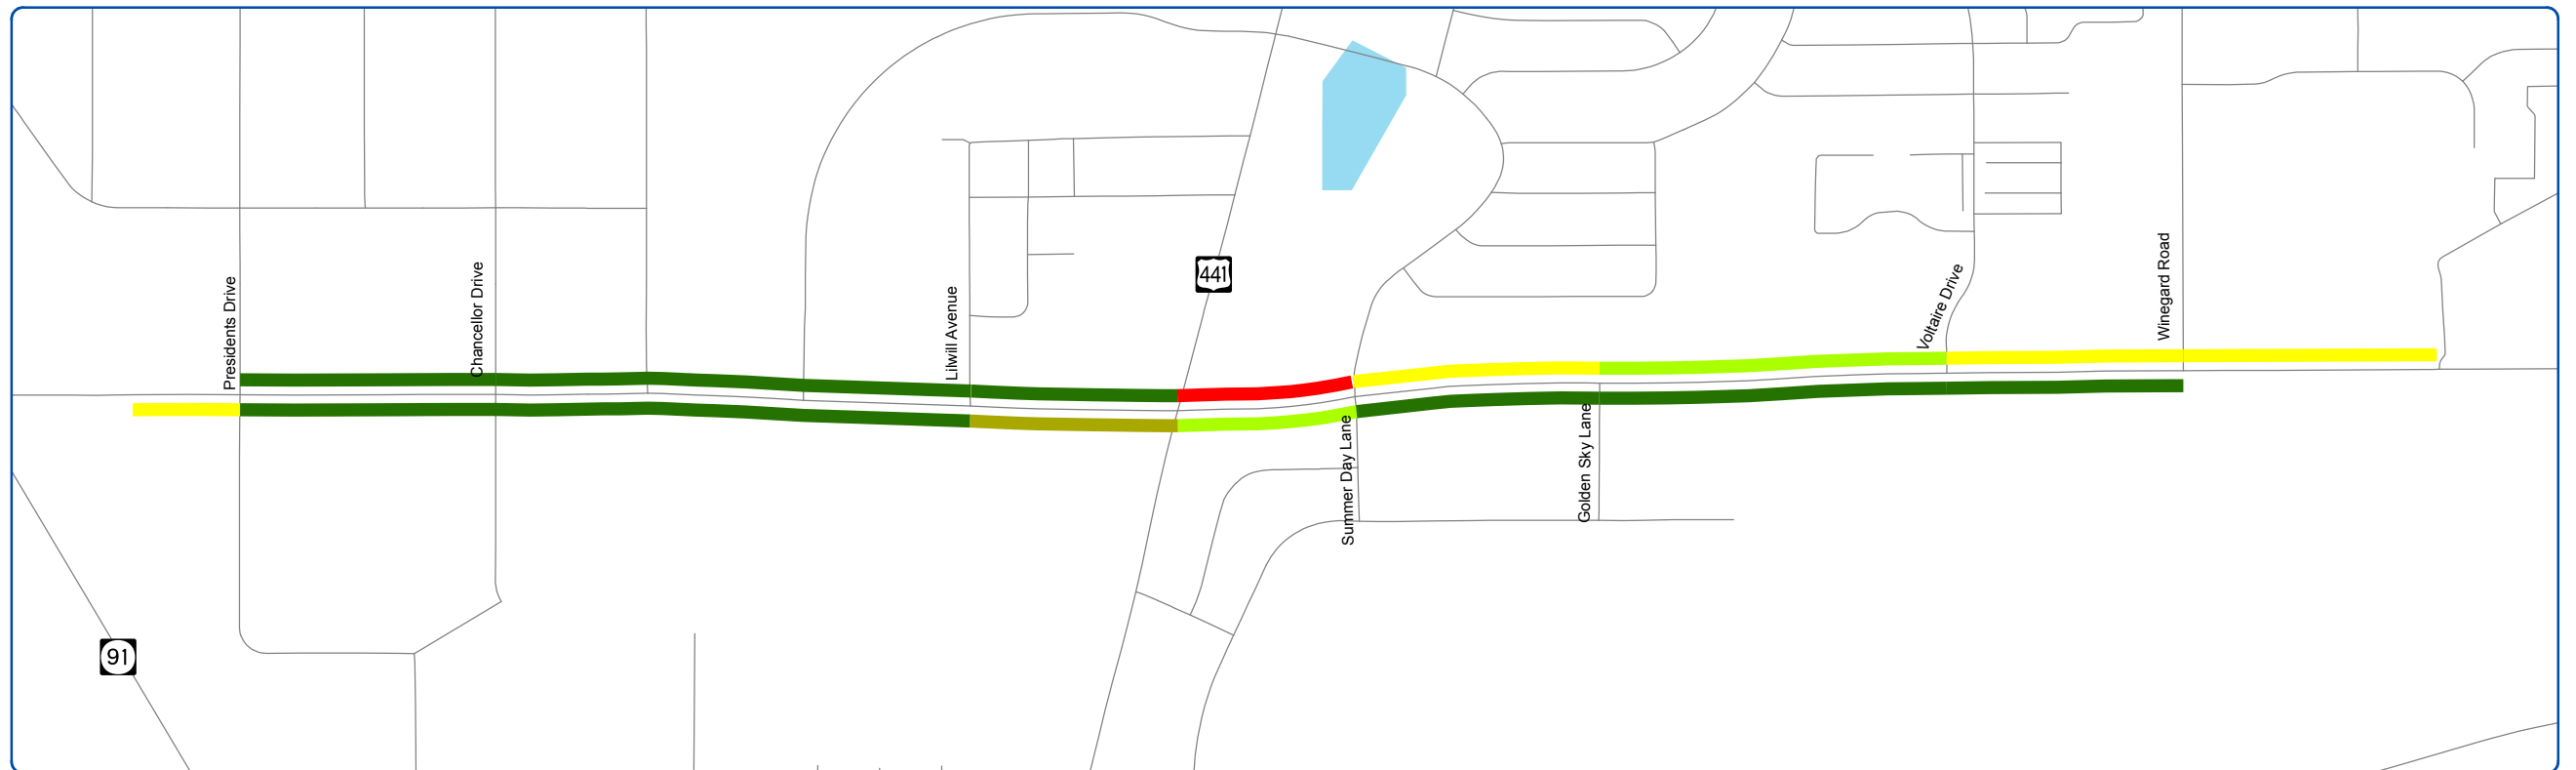 Presidents Drive
Chancellor Drive
Lilwill Avenue
441
Summer Day Lane
Golden Sky Lane
Voltaire Drive
Winegard Road
91